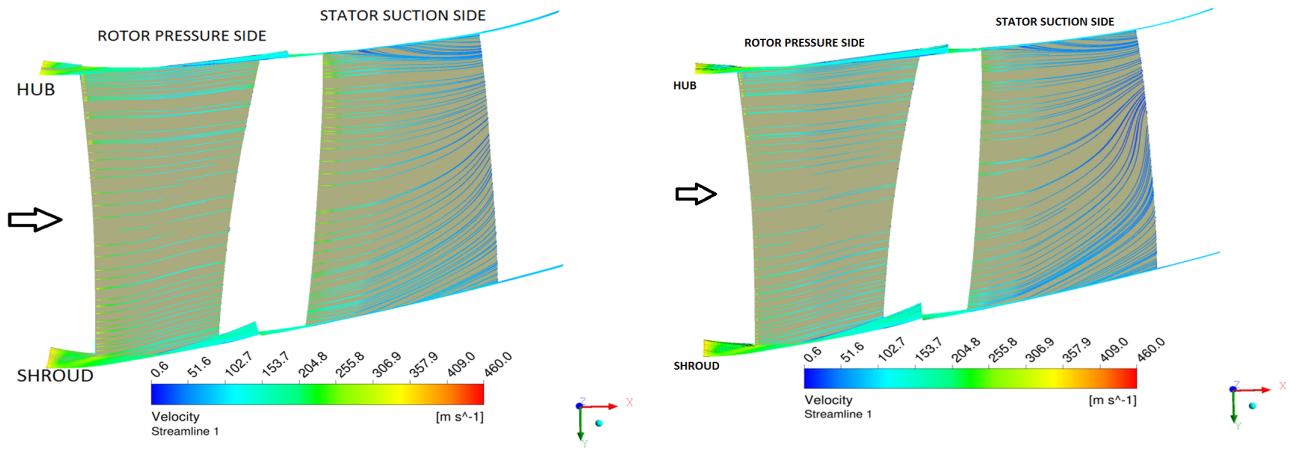 STATOR SUCTION SIDE
ROTOR PRESSURE SIDE
HUB
SHROUD
0.6 51.6 102.7 153.7 204.8 255.8 306.9 357.9 409.0 460.0
Velocity [m s^-1]
Streamline 1
X
Y
Z
STATOR SUCTION SIDE
ROTOR PRESSURE SIDE
HUB
SHROUD
0.6 51.6 102.7 153.7 204.8 255.8 306.9 357.9 409.0 460.0
Velocity [m s^-1]
Streamline 1
X
Y
Z